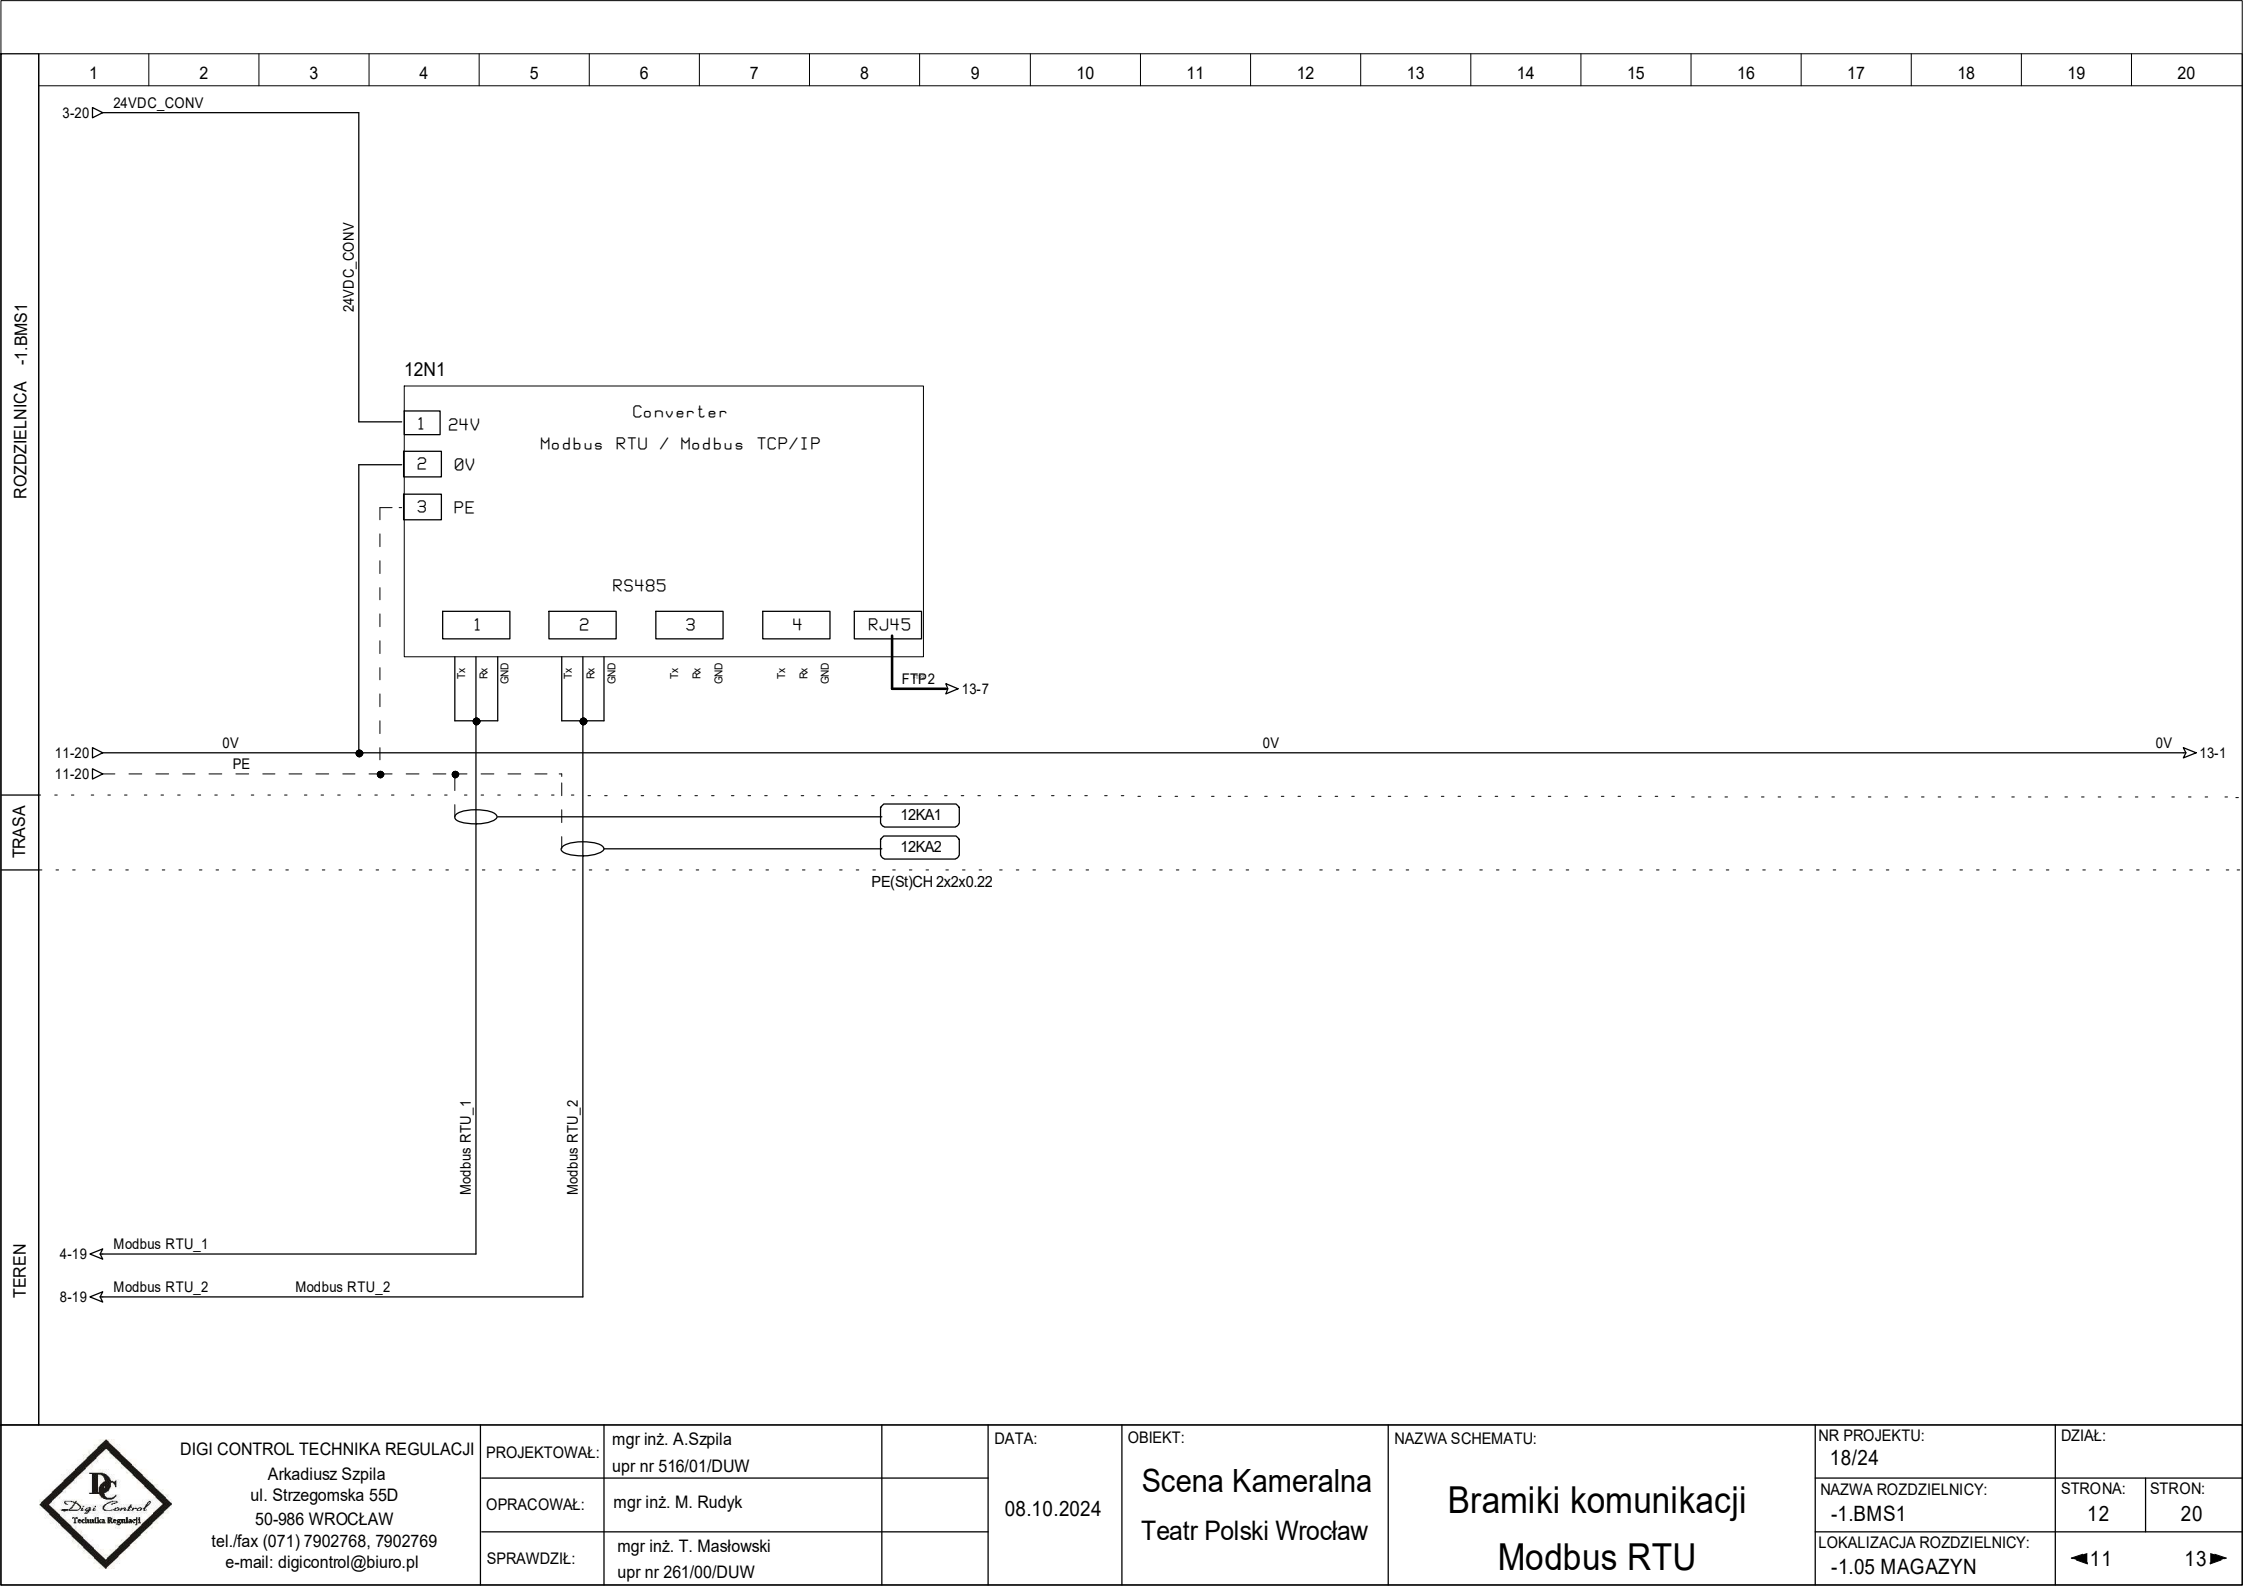 1 2 3 4 5 6 7 8 9 10 11 12 13 14 15 16 17 18 19 20
3-20 24VDC_CONV
24VDC_CONV
ROZDZIELNICA -1.BMS1
12N1
Converter
Modbus RTU / Modbus TCP/IP
1 24V
2 0V
3 PE
RS485
1 2 3 4 RJ45
Tx Rx GND Tx Rx GND Tx Rx GND Tx Rx GND
FTP2 13-7
11-20 0V 0V 0V 13-1
11-20 PE
TRASA
12KA1
12KA2
PE(St)CH 2x2x0.22
Modbus RTU_1
Modbus RTU_2
TEREN
4-19 Modbus RTU_1
8-19 Modbus RTU_2 Modbus RTU_2
DC
Digi Control
Technika Regulacji
DIGI CONTROL TECHNIKA REGULACJI
Arkadiusz Szpila
ul. Strzegomska 55D
50-986 WROCŁAW
tel./fax (071) 7902768, 7902769
e-mail: digicontrol@biuro.pl
PROJEKTOWAŁ:
mgr inż. A.Szpila
upr nr 516/01/DUW
OPRACOWAŁ:
mgr inż. M. Rudyk
SPRAWDZIŁ:
mgr inż. T. Masłowski
upr nr 261/00/DUW
DATA:
08.10.2024
OBIEKT:
Scena Kameralna
Teatr Polski Wrocław
NAZWA SCHEMATU:
Bramiki komunikacji
Modbus RTU
NR PROJEKTU:
18/24
NAZWA ROZDZIELNICY:
-1.BMS1
LOKALIZACJA ROZDZIELNICY:
-1.05 MAGAZYN
DZIAŁ:
STRONA: STRON:
12 20
11 13